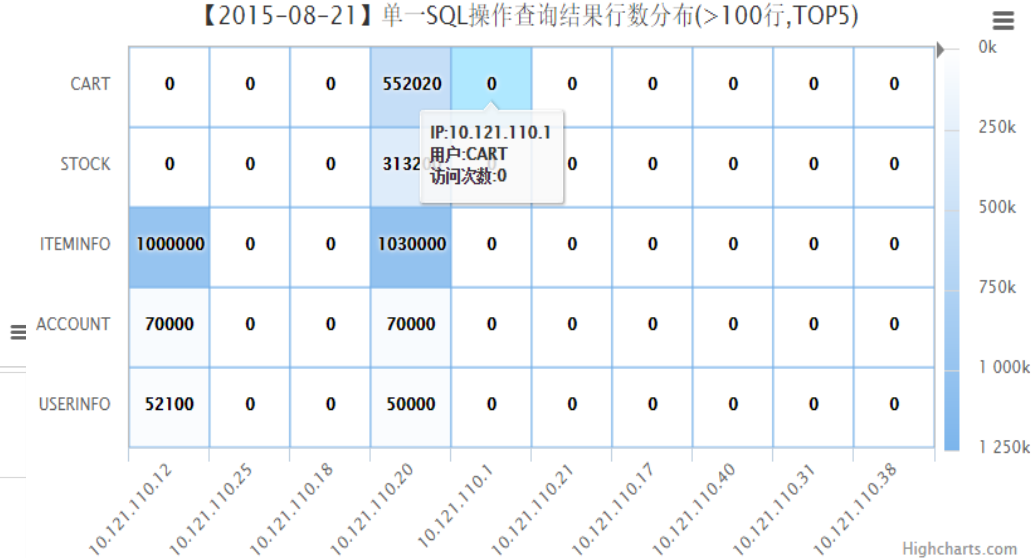 【2015-08-21】单一SQL操作查询结果行数分布(>100行,TOP5)
CART 0 0 0 552020 0 0 0 0 0 0
STOCK 0 0 0 0 0 0 0 0
ITEMINFO 1000000 0 0 1030000 0 0 0 0 0 0
ACCOUNT 70000 0 0 70000 0 0 0 0 0 0
USERINFO 52100 0 0 50000 0 0 0 0 0 0
IP:10.121.110.1
用户:CART
访问次数:0
0k
250k
500k
750k
1 000k
1 250k
10.121.110.12
10.121.110.25
10.121.110.18
10.121.110.20
10.121.110.1
10.121.110.21
10.121.110.17
10.121.110.40
10.121.110.31
10.121.110.38
Highcharts.com